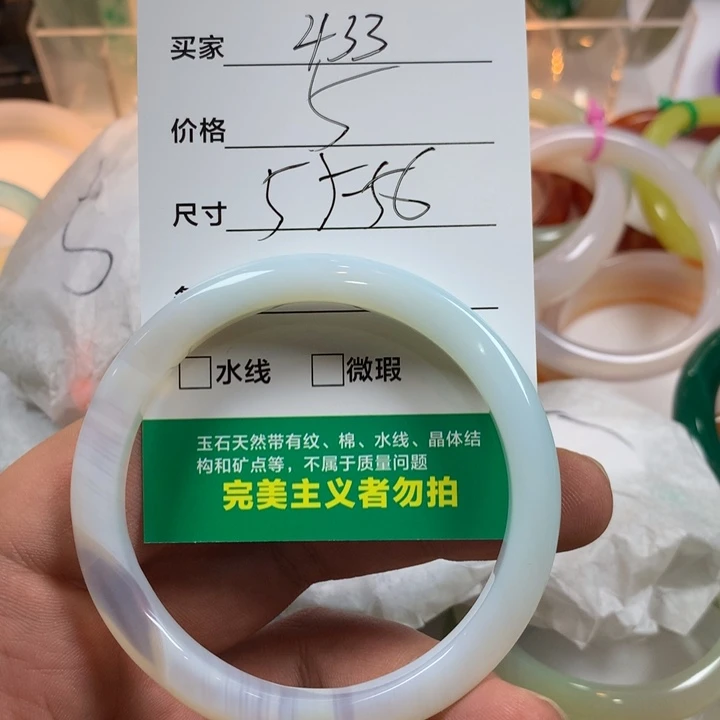 买家 433
价格 5
尺寸 55-56
5
水线 微瑕
玉石天然带有纹、棉、水线、晶体结
构和矿点等，不属于质量问题
完美主义者勿拍